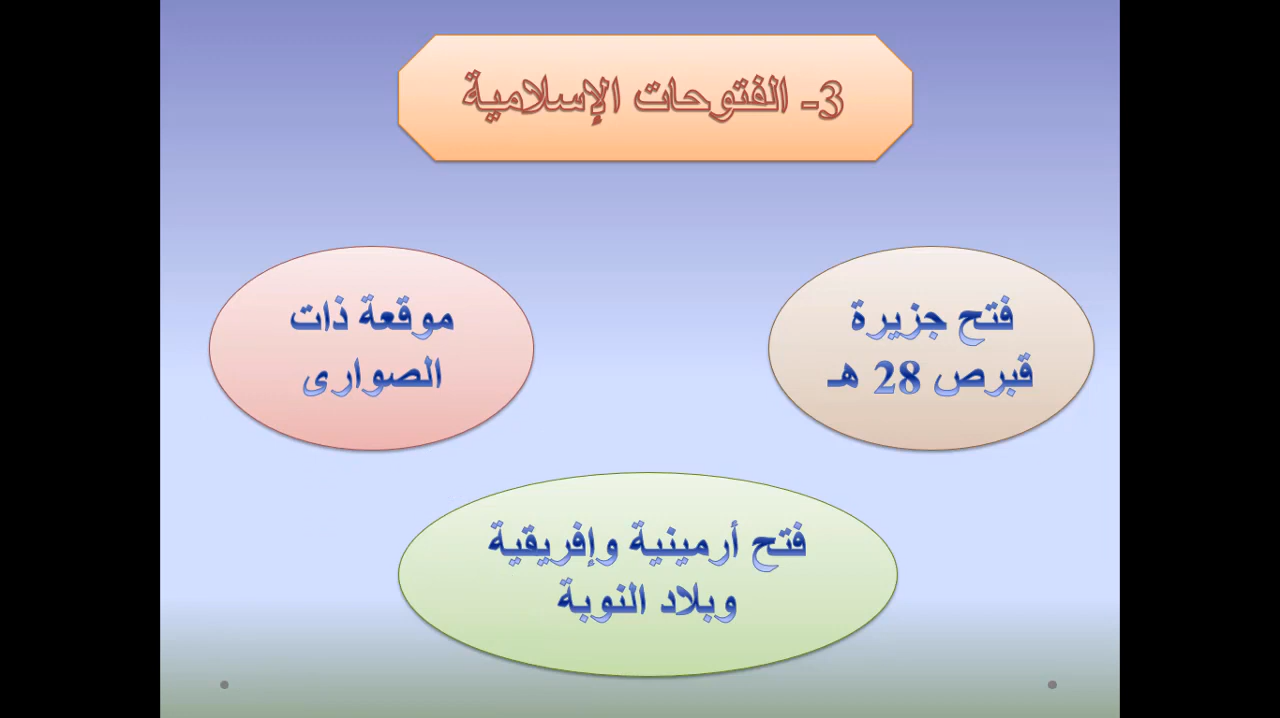 3- الفتوحات الإسلامية
فتح جزيرة
قبرص 28 هـ
موقعة ذات
الصوارى
فتح أرمينية وإفريقية
وبلاد النوبة